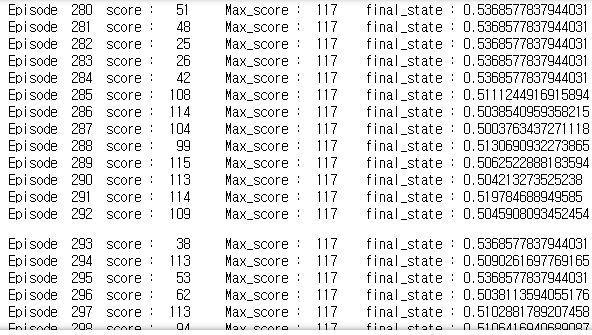 Episode 280 score : 51 Max_score : 117 final_state : 0.5368577837944031
Episode 281 score : 48 Max_score : 117 final_state : 0.5368577837944031
Episode 282 score : 25 Max_score : 117 final_state : 0.5368577837944031
Episode 283 score : 26 Max_score : 117 final_state : 0.5368577837944031
Episode 284 score : 42 Max_score : 117 final_state : 0.5368577837944031
Episode 285 score : 108 Max_score : 117 final_state : 0.5111244916915894
Episode 286 score : 114 Max_score : 117 final_state : 0.5038540959358215
Episode 287 score : 104 Max_score : 117 final_state : 0.5003763437271118
Episode 288 score : 99 Max_score : 117 final_state : 0.5130690932273865
Episode 289 score : 115 Max_score : 117 final_state : 0.5062522888183594
Episode 290 score : 113 Max_score : 117 final_state : 0.504213273525238
Episode 291 score : 114 Max_score : 117 final_state : 0.519784688949585
Episode 292 score : 109 Max_score : 117 final_state : 0.5045908093452454
Episode 293 score : 38 Max_score : 117 final_state : 0.5368577837944031
Episode 294 score : 113 Max_score : 117 final_state : 0.5090261697769165
Episode 295 score : 53 Max_score : 117 final_state : 0.5368577837944031
Episode 296 score : 62 Max_score : 117 final_state : 0.5038113594055176
Episode 297 score : 113 Max_score : 117 final_state : 0.5102881789207458
Episode 298 score : 94 Max_score : 117 final_state :